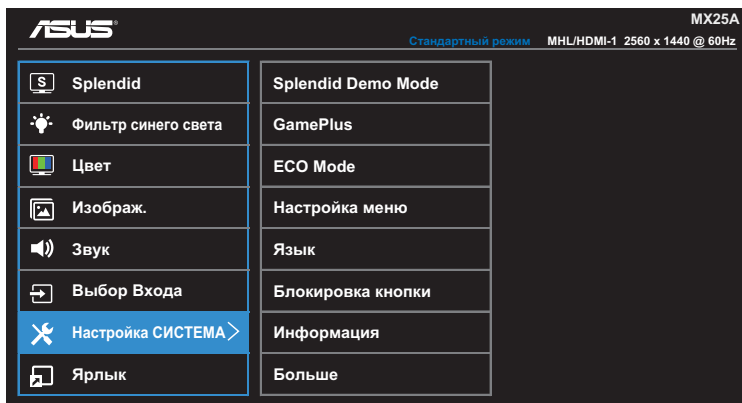 ASUS®
MX25A
Стандартный режим MHL/HDMI-1 2560 x 1440 @ 60Hz
S
Splendid
Фильтр синего света
Цвет
Изображ.
Звук
Выбор Входа
Настройка СИСТЕМА
Ярлык
Splendid Demo Mode
GamePlus
ECO Mode
Настройка меню
Язык
Блокировка кнопки
Информация
Больше